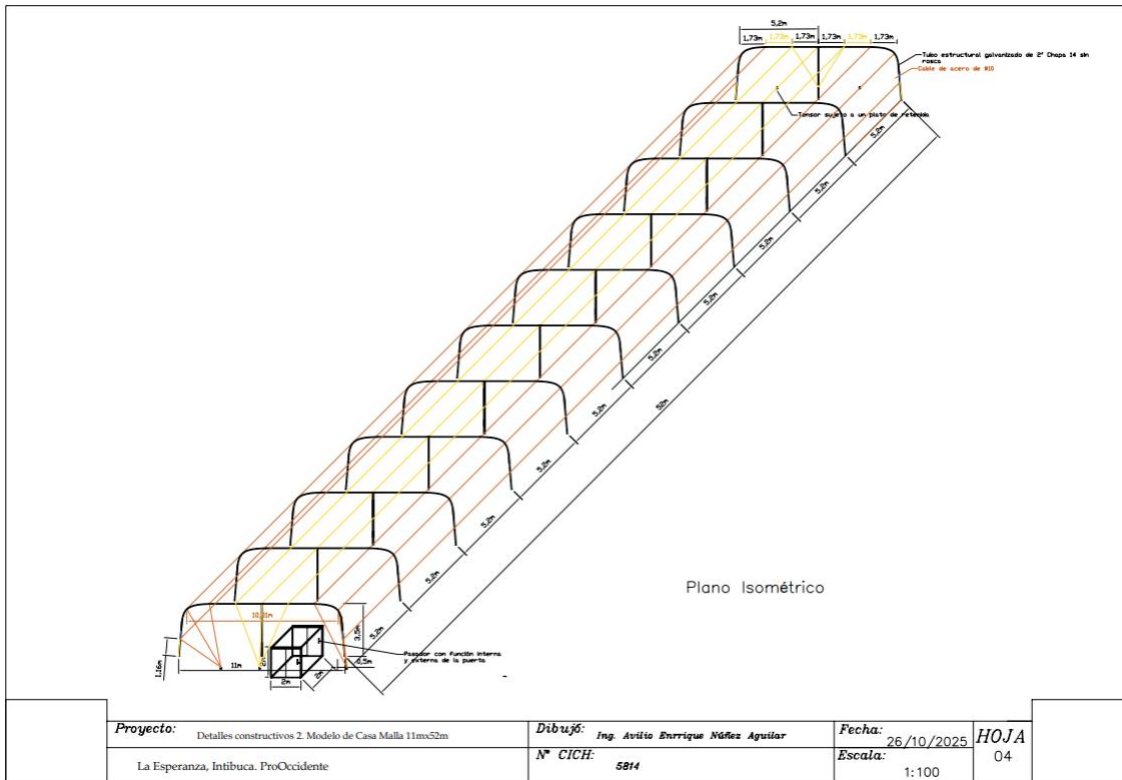 5,2m
1,73m 1,73m 1,73m 1,73m 1,73m 1,73m
Tubo estructural galvanizado de 2" Chapa 14 sin
rosca
Cable de acero de Nº10
Tensor sujeto a un plato de retenida
5,2m
5,2m
5,2m
5,2m
5,2m
5,2m
5,2m
5,2m
5,2m
5,2m
52m
Plano Isométrico
3,5m
1,16m
11m
2m
2m
2m
0,5m
Pasador con función interna
y externa de la puerta
Proyecto: Detalles constructivos 2. Modelo de Casa Malla 11mx52m
La Esperanza, Intibuca. ProOccidente
Dibujó: Ing. Avilio Enrrique Núñez Aguilar
Nº CICH: 5814
Fecha: 26/10/2025
Escala: 1:100
HOJA
04